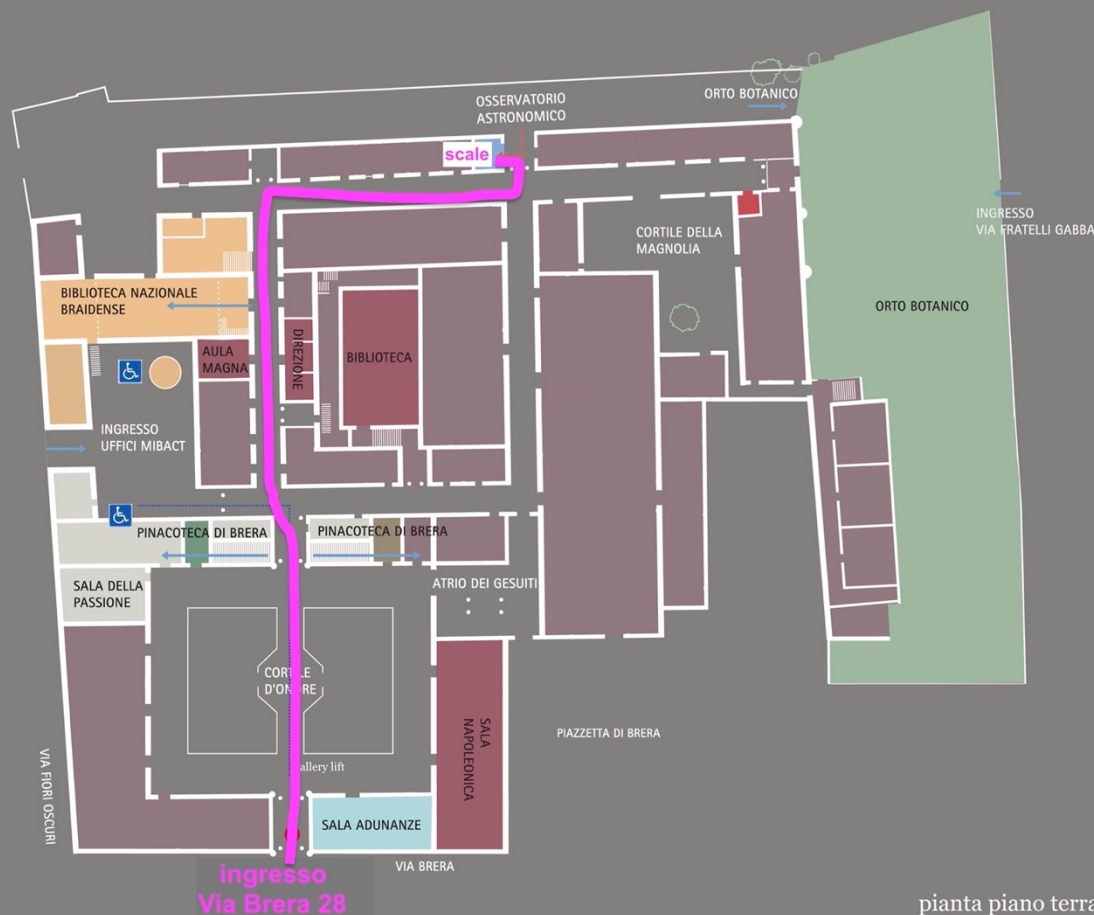 OSSERVATORIO
ASTRONOMICO
ORTO BOTANICO
scale
INGRESSO
VIA FRATELLI GABBA
CORTILE DELLA
MAGNOLIA
BIBLIOTECA NAZIONALE
BRAIDENSE
ORTO BOTANICO
AULA
MAGNA
DIREZIONE
BIBLIOTECA
INGRESSO
UFFICI MIBACT
PINACOTECA DI BRERA
PINACOTECA DI BRERA
SALA DELLA
PASSIONE
ATRIO DEI GESUITI
CORTILE
D'ONORE
SALA
NAPOLEONICA
PIAZZETTA DI BRERA
VIA FIORI OSCURI
allery lift
SALA ADUNANZE
VIA BRERA
ingresso
Via Brera 28
pianta piano terra